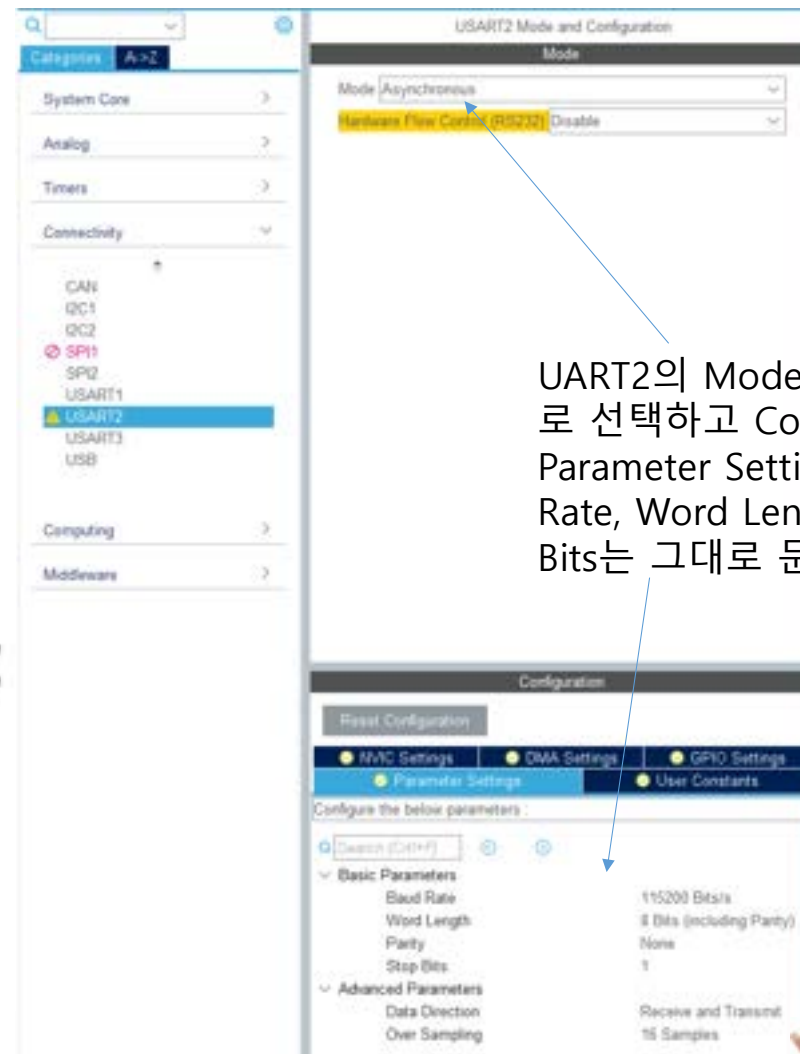 Categories
A->Z
System Core
Analog
Timers
Connectivity
CAN
I2C1
I2C2
SPI1
SPI2
USART1
USART2
USART3
USB
Computing
Middleware
USART2 Mode and Configuration
Mode
Mode Asynchronous
Hardware Flow Control (RS232) Disable
UART2의 Mode
로 선택하고 Co
Parameter Setti
Rate, Word Len
Bits는 그대로
Configuration
Reset Configuration
NVIC Settings DMA Settings GPIO Settings
Parameter Settings User Constants
Configure the below parameters :
Search (Ctrl+F)
Basic Parameters
Baud Rate 115200 Bits/s
Word Length 8 Bits (including Parity)
Parity None
Stop Bits 1
Advanced Parameters
Data Direction Receive and Transmit
Over Sampling 16 Samples